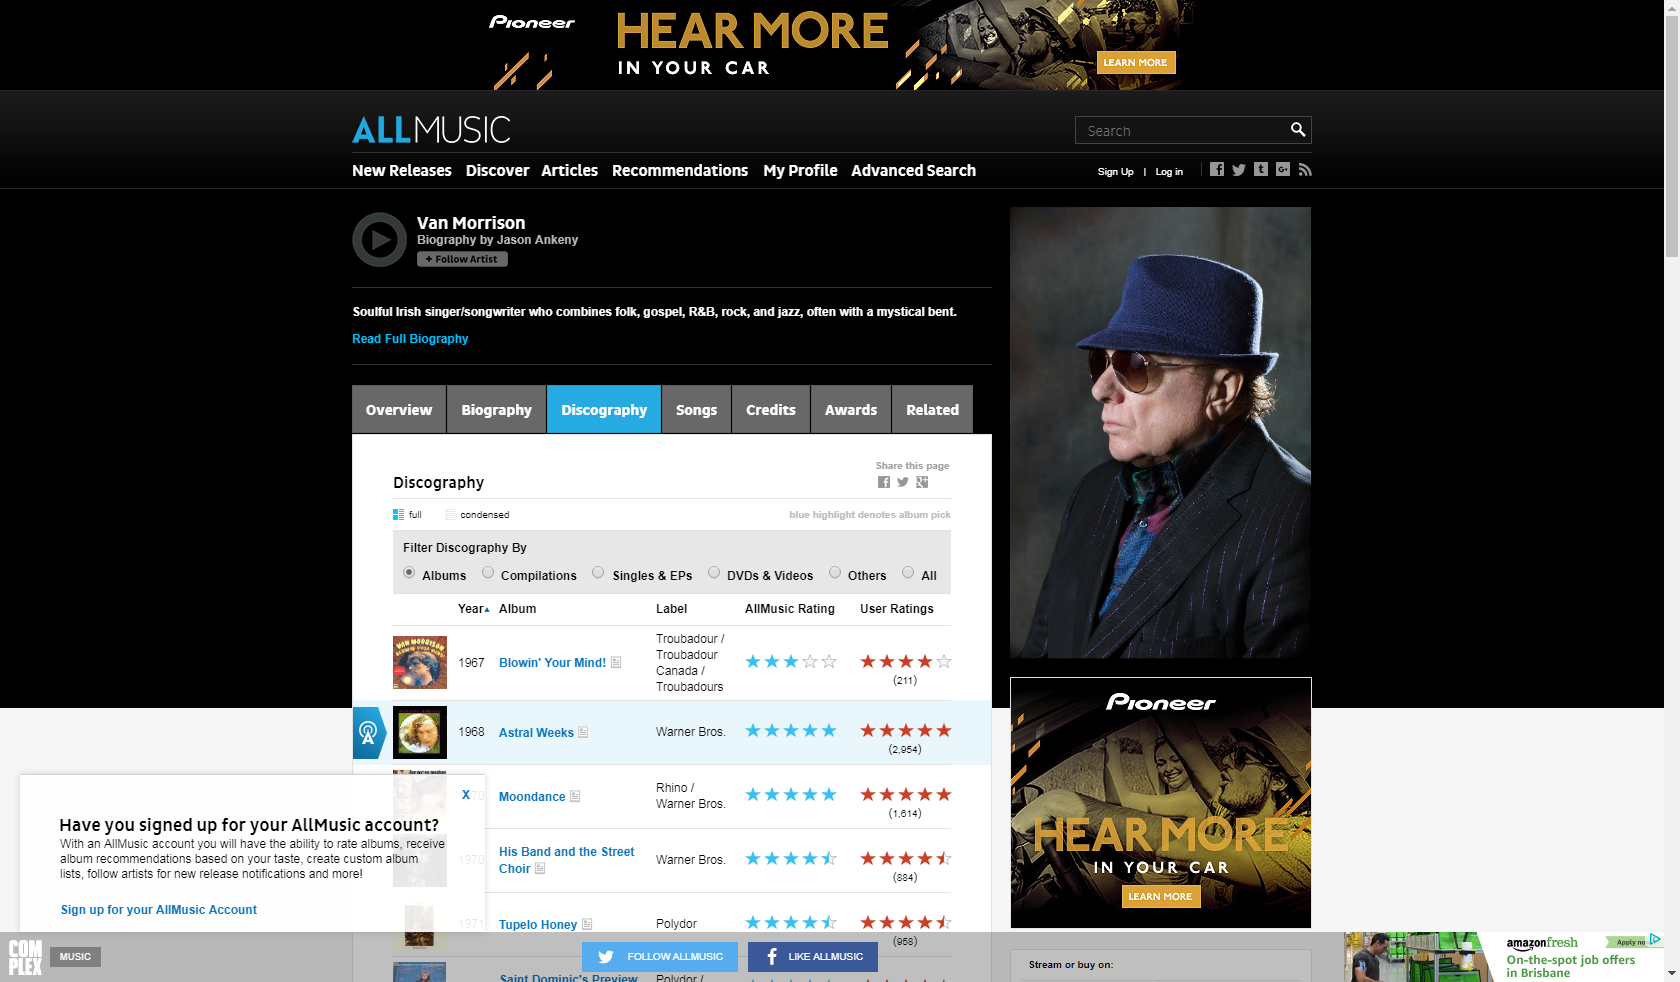 Pioneer
HEAR MORE
IN YOUR CAR
LEARN MORE
ALLMUSIC
Search
New Releases Discover Articles Recommendations My Profile Advanced Search
Sign Up | Log in
Van Morrison
Biography by Jason Ankeny
+ Follow Artist
Soulful Irish singer/songwriter who combines folk, gospel, R&B, rock, and jazz, often with a mystical bent.
Read Full Biography
Overview Biography Discography Songs Credits Awards Related
Share this page
Discography
full condensed
blue highlight denotes album pick
Filter Discography By
Albums Compilations Singles & EPs DVDs & Videos Others All
Year Album Label AllMusic Rating User Ratings
VAN MORRISON
BLOWIN' YOUR MIND!
1967 Blowin' Your Mind!
Troubadour /
Troubadour
Canada /
Troubadours
(211)
1968 Astral Weeks Warner Bros.
(2,954)
1970 Moondance
Rhino /
Warner Bros.
(1,614)
1970 His Band and the Street
Choir
Warner Bros.
(884)
1971 Tupelo Honey Polydor
(958)
Saint Dominic's Preview Polydor /
X
Have you signed up for your AllMusic account?
With an AllMusic account you will have the ability to rate albums, receive
album recommendations based on your taste, create custom album
lists, follow artists for new release notifications and more!
Sign up for your AllMusic Account
Pioneer
HEAR MORE
IN YOUR CAR
LEARN MORE
Stream or buy on:
COM
PLEX
MUSIC
FOLLOW ALLMUSIC
LIKE ALLMUSIC
amazonfresh
Apply no
On-the-spot job offers
in Brisbane